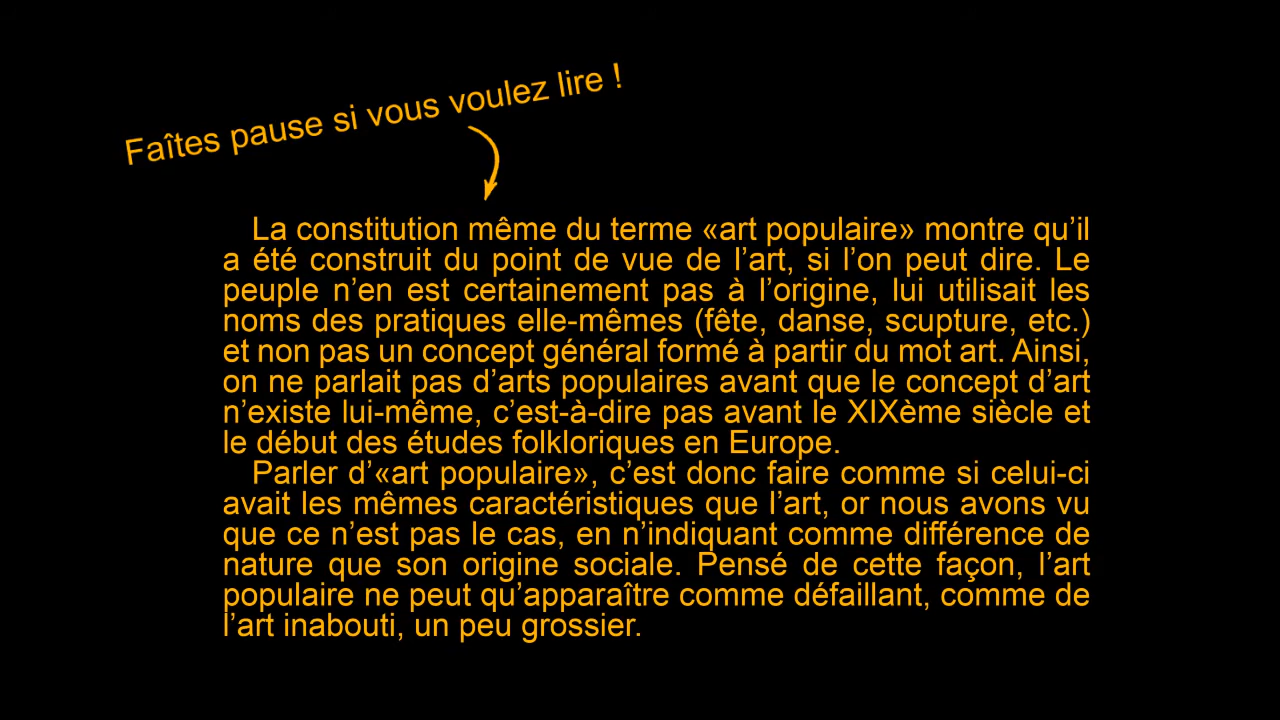 Faîtes pause si vous voulez lire !
La constitution même du terme «art populaire» montre qu’il
a été construit du point de vue de l’art, si l’on peut dire. Le
peuple n’en est certainement pas à l’origine, lui utilisait les
noms des pratiques elle-mêmes (fête, danse, scupture, etc.)
et non pas un concept général formé à partir du mot art. Ainsi,
on ne parlait pas d’arts populaires avant que le concept d’art
n’existe lui-même, c’est-à-dire pas avant le XIXème siècle et
le début des études folkloriques en Europe.
Parler d’«art populaire», c’est donc faire comme si celui-ci
avait les mêmes caractéristiques que l’art, or nous avons vu
que ce n’est pas le cas, en n’indiquant comme différence de
nature que son origine sociale. Pensé de cette façon, l’art
populaire ne peut qu’apparaître comme défaillant, comme de
l’art inabouti, un peu grossier.